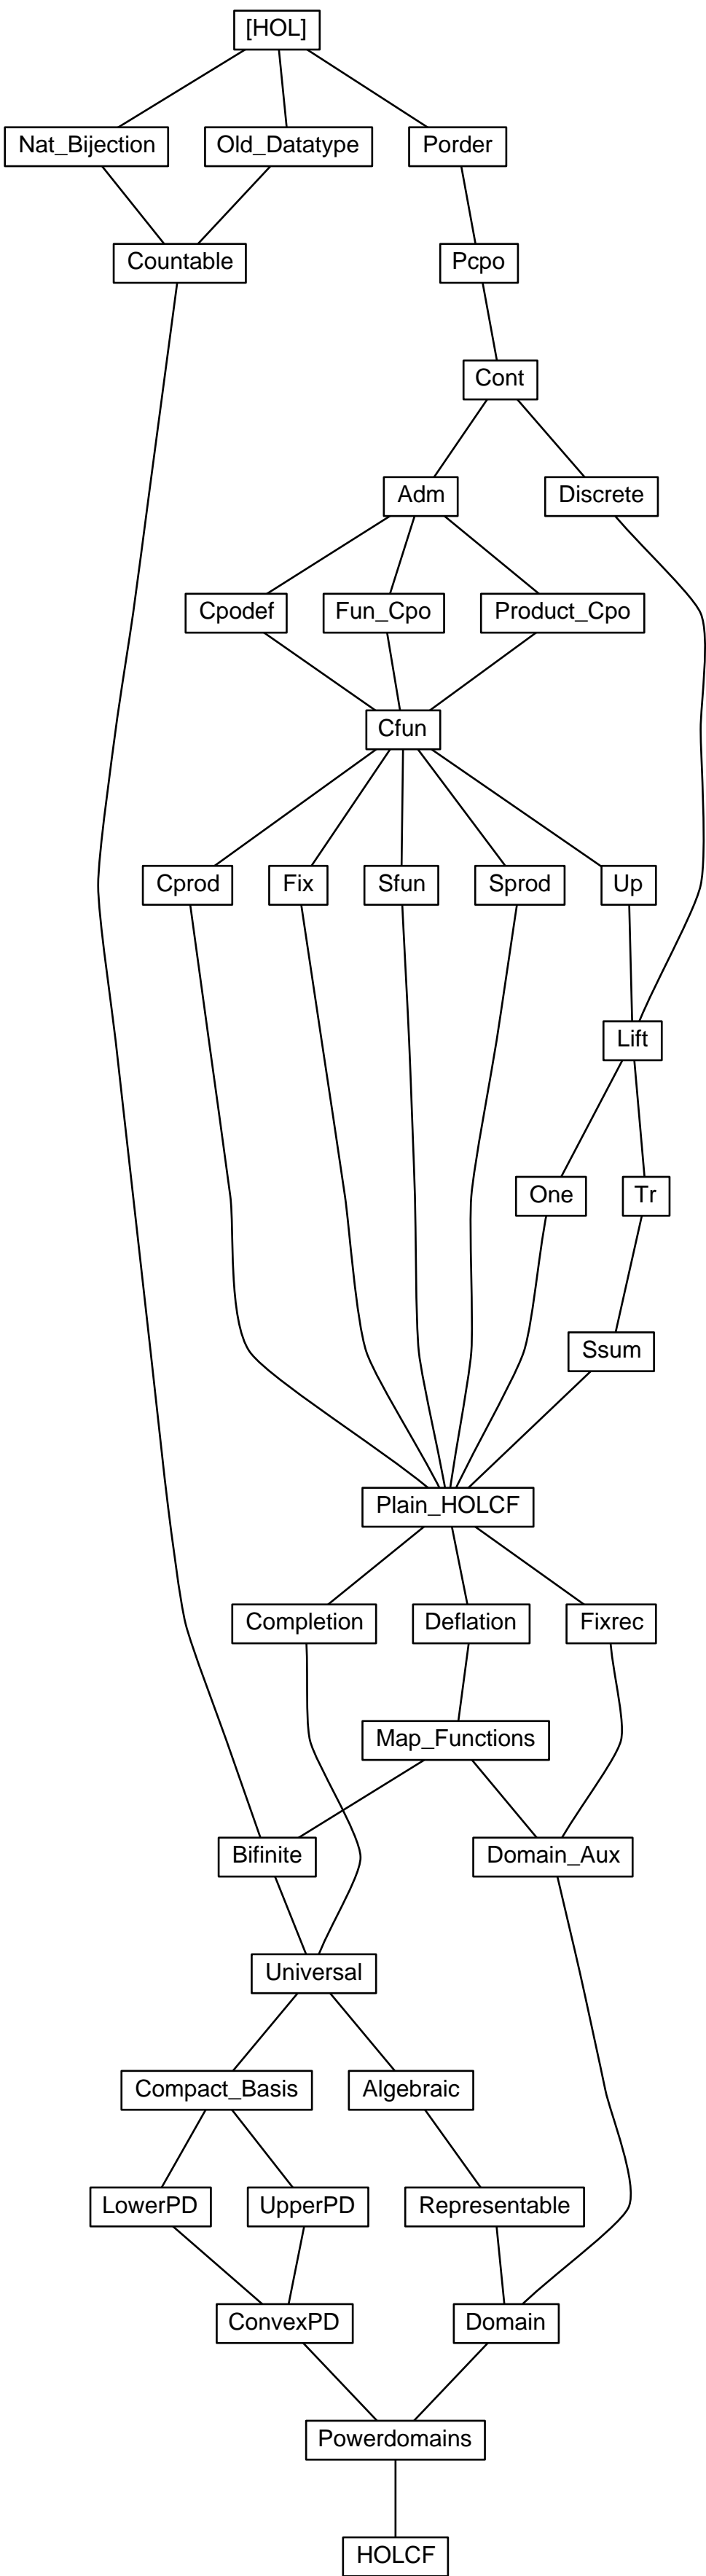 [HOL]
Nat_Bijection
Old_Datatype
Porder
Countable
Pcpo
Cont
Adm
Discrete
Cpodef
Fun_Cpo
Product_Cpo
Cfun
Cprod
Fix
Sfun
Sprod
Up
Lift
One
Tr
Ssum
Plain_HOLCF
Completion
Deflation
Fixrec
Map_Functions
Bifinite
Domain_Aux
Universal
Compact_Basis
Algebraic
LowerPD
UpperPD
Representable
ConvexPD
Domain
Powerdomains
HOLCF